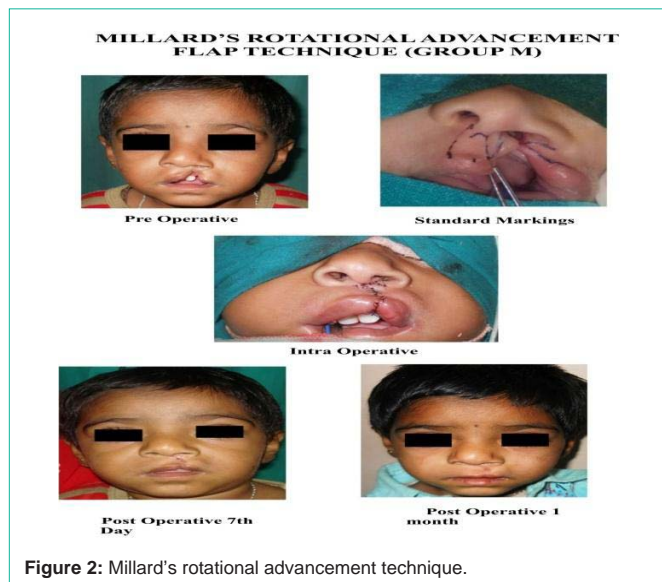 MILLARD'S ROTATIONAL ADVANCEMENT
FLAP TECHNIQUE (GROUP M)
Pre Operative
Standard Markings
Intra Operative
Post Operative 7th
Day
Post Operative 1
month
Figure 2: Millard's rotational advancement technique.